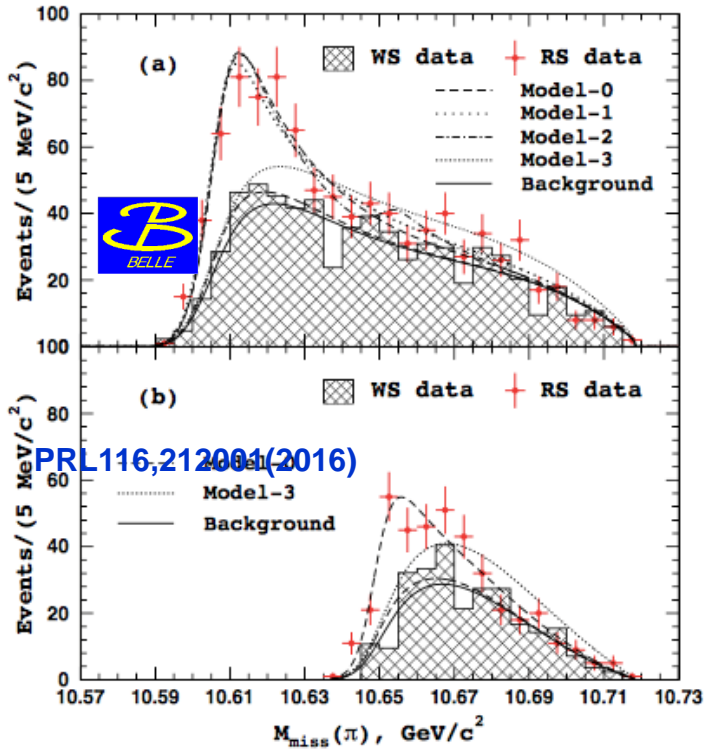 100
(a)
WS data
RS data
80
Model-0
Model-1
60
Model-2
Model-3
Background
40
BELLE
20
Events/(5 MeV/c²)
100
(b)
WS data
RS data
80
PRL116,212001(2016)
Model-0
60
Model-3
Background
40
20
0
Events/(5 MeV/c²)
10.57 10.59 10.61 10.63 10.65 10.67 10.69 10.71 10.73
M_miss(π), GeV/c²